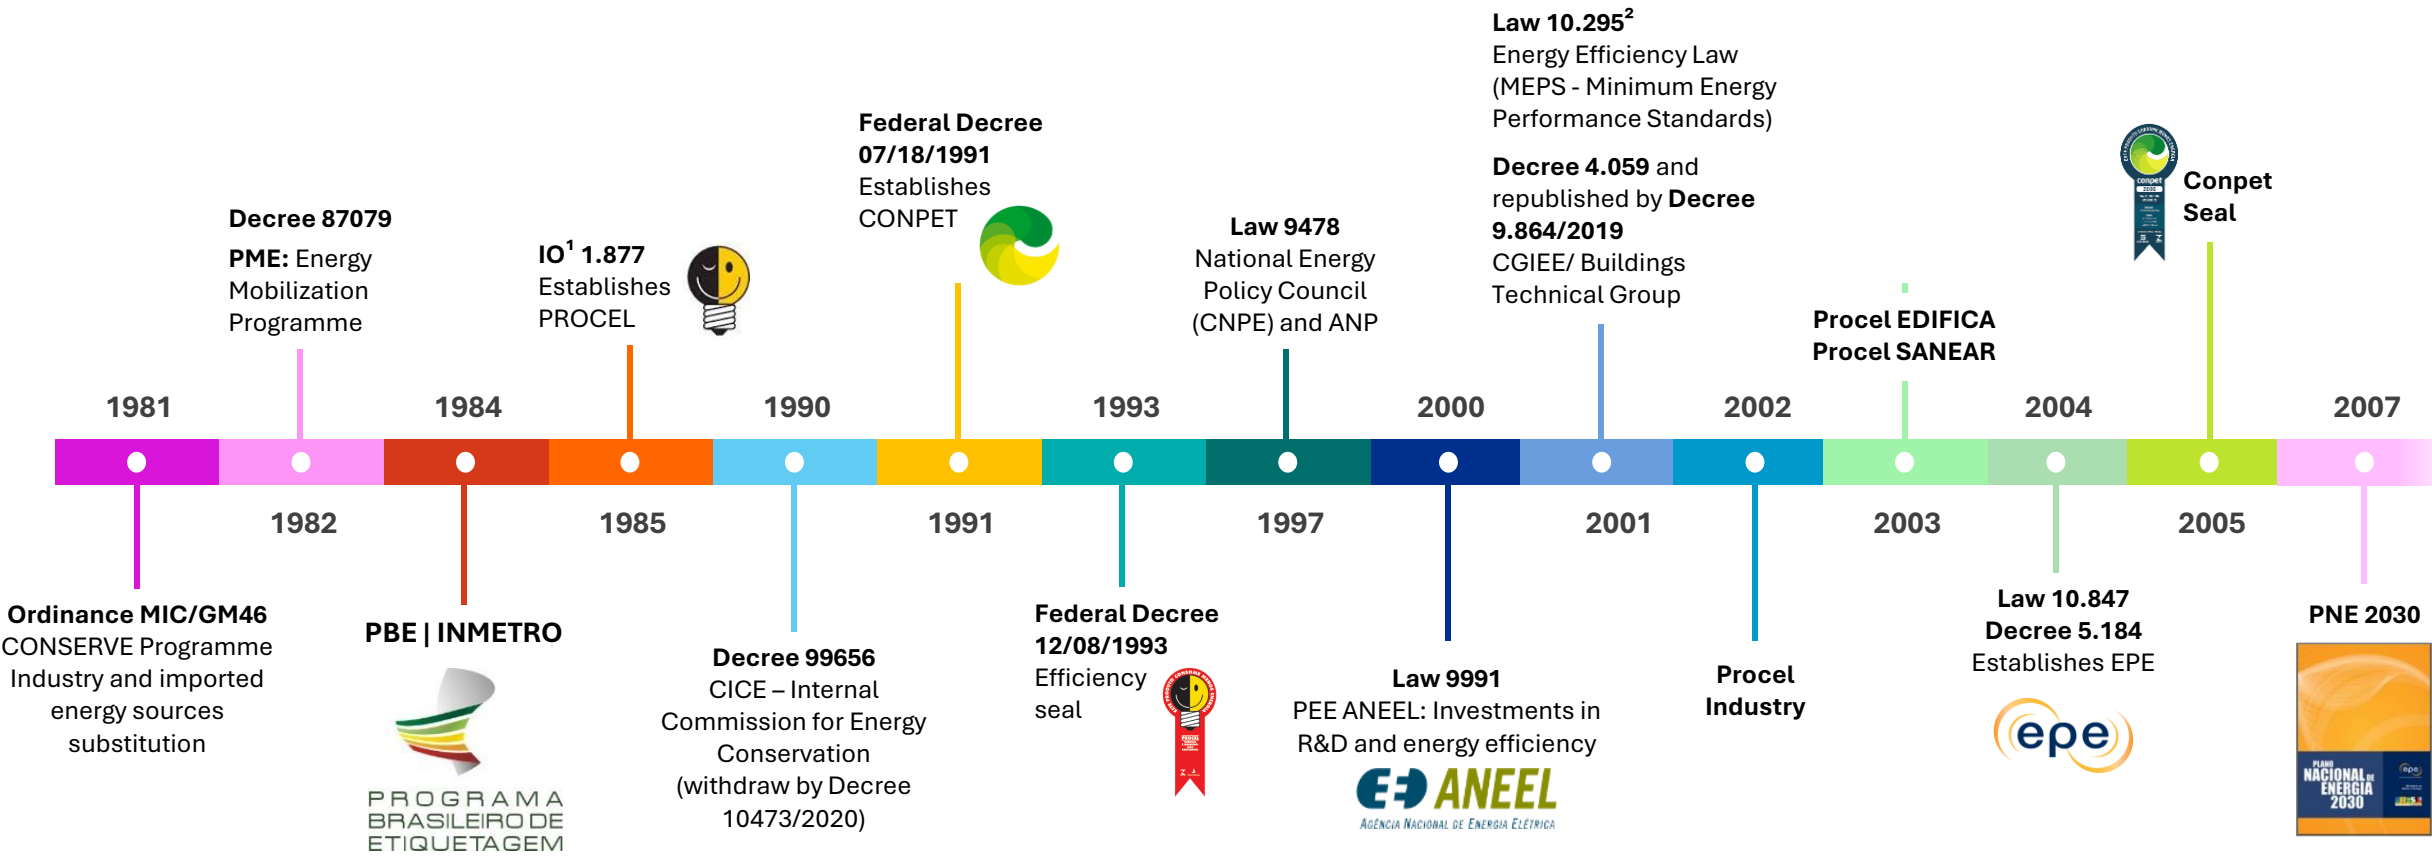 Law 10.295²
Energy Efficiency Law
(MEPS - Minimum Energy
Performance Standards)
Decree 4.059 and
republished by Decree
9.864/2019
CGIEE/ Buildings
Technical Group
Federal Decree
07/18/1991
Establishes
CONPET
Decree 87079
PME: Energy
Mobilization
Programme
IO¹ 1.877
Establishes
PROCEL
Law 9478
National Energy
Policy Council
(CNPE) and ANP
Procel EDIFICA
Procel SANEAR
conpet
Conpet
Seal
1981
1984
1990
1993
2000
2002
2004
2007
1982
1985
1991
1997
2001
2003
2005
Ordinance MIC/GM46
CONSERVE Programme
Industry and imported
energy sources
substitution
PBE | INMETRO
PROGRAMA
BRASILEIRO DE
ETIQUETAGEM
Decree 99656
CICE – Internal
Commission for Energy
Conservation
(withdraw by Decree
10473/2020)
Federal Decree
12/08/1993
Efficiency
seal
PROCEL
Law 9991
PEE ANEEL: Investments in
R&D and energy efficiency
ANEEL
AGÊNCIA NACIONAL DE ENERGIA ELÉTRICA
Procel
Industry
Law 10.847
Decree 5.184
Establishes EPE
epe
PNE 2030
PLANO
NACIONAL DE
ENERGIA
2030
epe